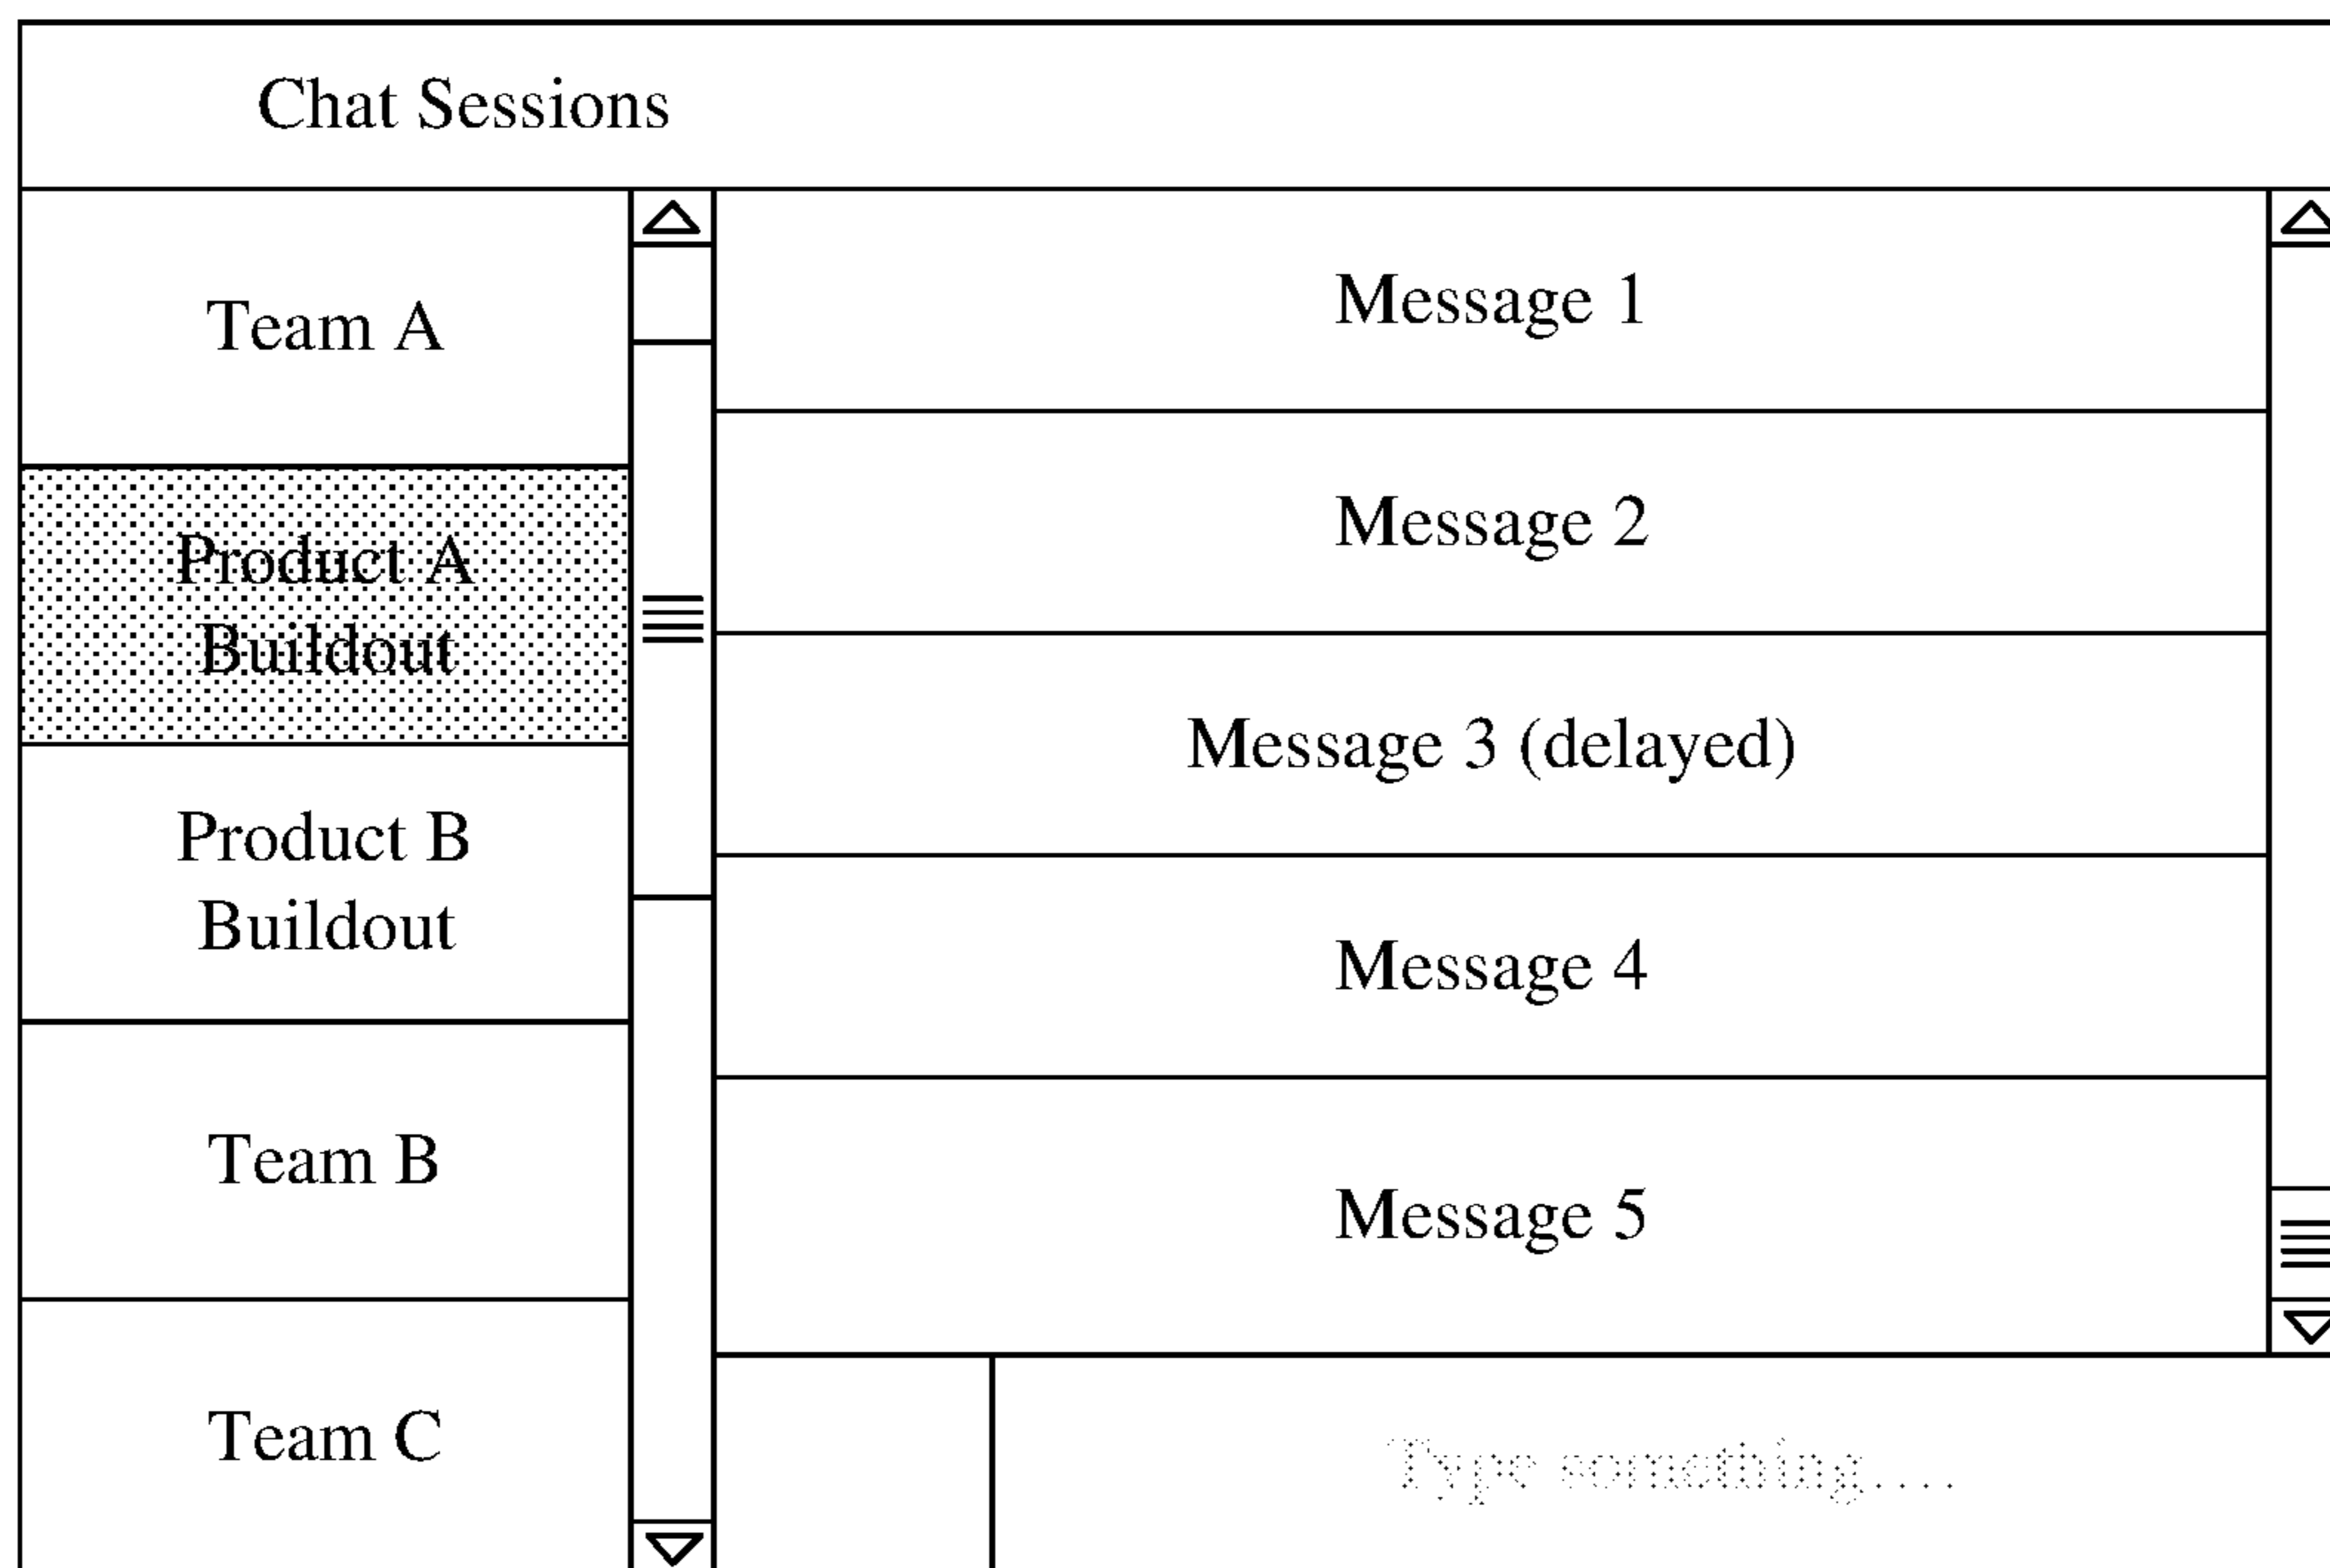 Chat Sessions
Team A
Product A
Buildout
Product B
Buildout
Team B
Team C
Message 1
Message 2
Message 3 (delayed)
Message 4
Message 5
Type something....